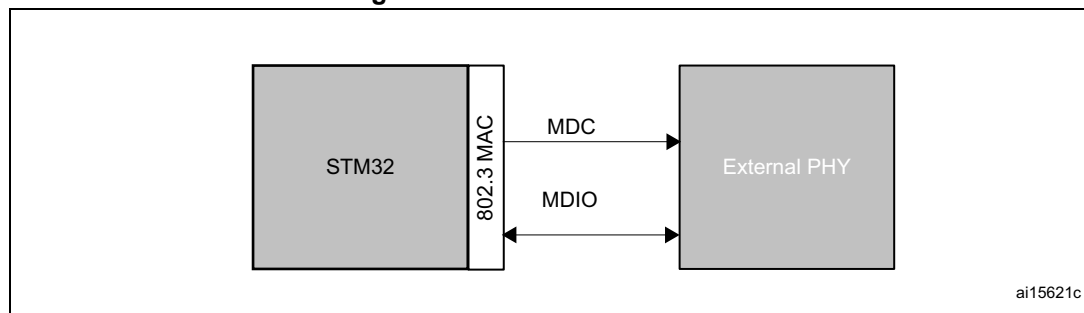 STM32
802.3 MAC
MDC
MDIO
External PHY
ai15621c